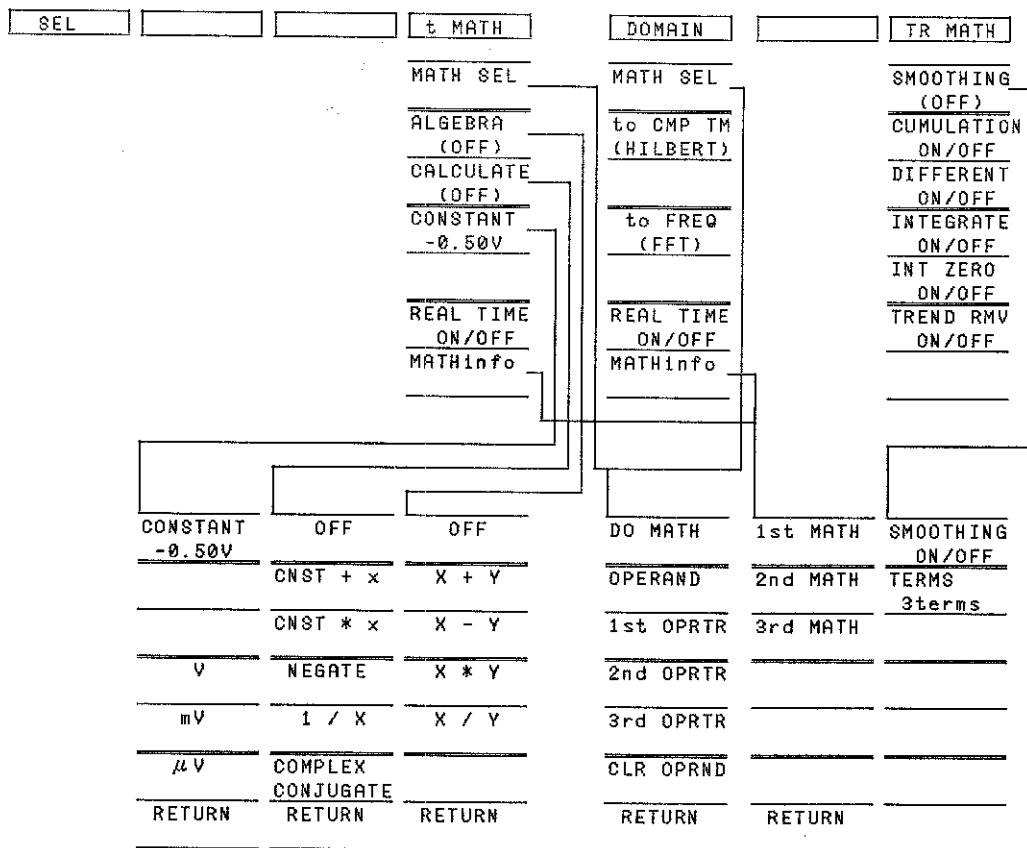 SEL
t MATH
DOMAIN
TR MATH
MATH SEL
ALGEBRA
(OFF)
CALCULATE
(OFF)
CONSTANT
-0.50V
REAL TIME
ON/OFF
MATHinfo
MATH SEL
to CMP TM
(HILBERT)
to FREQ
(FFT)
REAL TIME
ON/OFF
MATHinfo
SMOOTHING
(OFF)
CUMULATION
ON/OFF
DIFFERENT
ON/OFF
INTEGRATE
ON/OFF
INT ZERO
ON/OFF
TREND RMV
ON/OFF
CONSTANT
-0.50V
V
mV
μV
RETURN
OFF
CNST + x
CNST * x
NEGATE
1 / X
COMPLEX
CONJUGATE
RETURN
OFF
X + Y
X - Y
X * Y
X / Y
RETURN
DO MATH
OPERAND
1st OPRTR
2nd OPRTR
3rd OPRTR
CLR OPRND
RETURN
1st MATH
2nd MATH
3rd MATH
RETURN
SMOOTHING
ON/OFF
TERMS
3terms